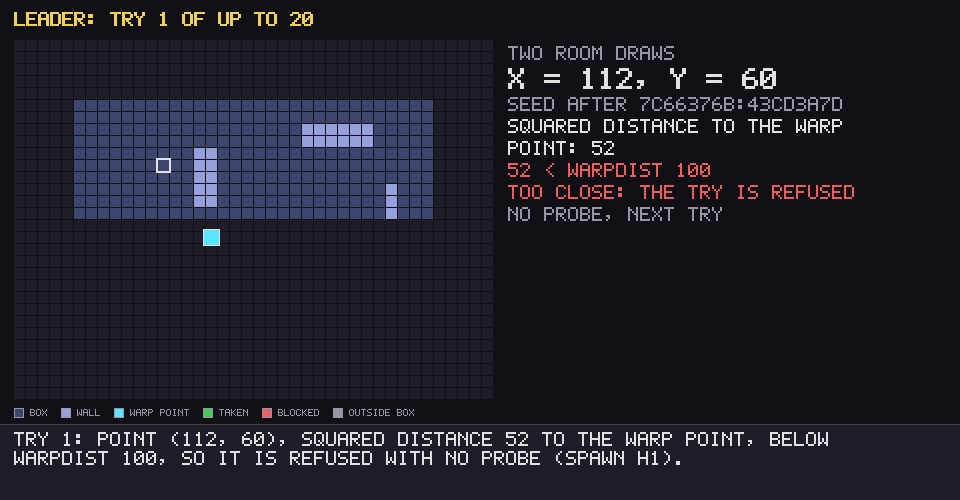 LEADER: TRY 1 OF UP TO 20
TWO ROOM DRAWS
X = 112, Y = 60
SEED AFTER 7C66376B:43CD3A7D
SQUARED DISTANCE TO THE WARP
POINT: 52
52 < WARPDIST 100
TOO CLOSE: THE TRY IS REFUSED
NO PROBE, NEXT TRY
BOX WALL WARP POINT TAKEN BLOCKED OUTSIDE BOX
TRY 1: POINT (112, 60), SQUARED DISTANCE 52 TO THE WARP POINT, BELOW
WARPDIST 100, SO IT IS REFUSED WITH NO PROBE (SPAWN H1).